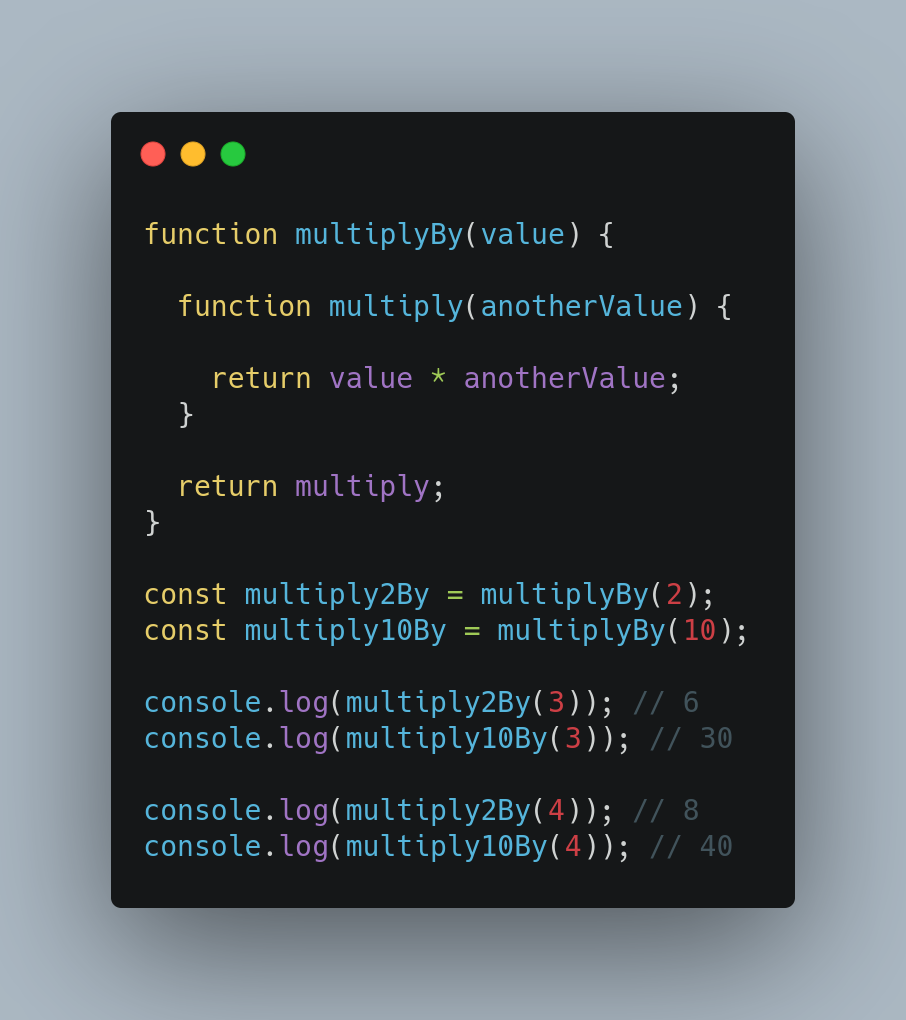 function multiplyBy(value) {
function multiply(anotherValue) {
return value * anotherValue;
}
return multiply;
}
const multiply2By = multiplyBy(2);
const multiply10By = multiplyBy(10);
console.log(multiply2By(3)); // 6
console.log(multiply10By(3)); // 30
console.log(multiply2By(4)); // 8
console.log(multiply10By(4)); // 40